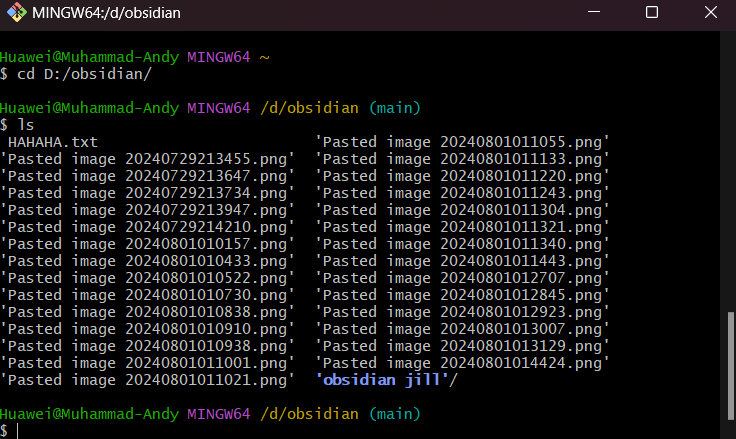 MINGW64:/d/obsidian
Huawei@Muhammad-Andy MINGW64 ~
$ cd D:/obsidian/
Huawei@Muhammad-Andy MINGW64 /d/obsidian (main)
$ ls
HAHAHA.txt 'Pasted image 20240801011055.png'
'Pasted image 20240729213455.png' 'Pasted image 20240801011133.png'
'Pasted image 20240729213647.png' 'Pasted image 20240801011220.png'
'Pasted image 20240729213734.png' 'Pasted image 20240801011243.png'
'Pasted image 20240729213947.png' 'Pasted image 20240801011304.png'
'Pasted image 20240729214210.png' 'Pasted image 20240801011321.png'
'Pasted image 20240801010157.png' 'Pasted image 20240801011340.png'
'Pasted image 20240801010433.png' 'Pasted image 20240801011443.png'
'Pasted image 20240801010522.png' 'Pasted image 20240801012707.png'
'Pasted image 20240801010730.png' 'Pasted image 20240801012845.png'
'Pasted image 20240801010838.png' 'Pasted image 20240801012923.png'
'Pasted image 20240801010910.png' 'Pasted image 20240801013007.png'
'Pasted image 20240801010938.png' 'Pasted image 20240801013129.png'
'Pasted image 20240801011001.png' 'Pasted image 20240801014424.png'
'Pasted image 20240801011021.png' 'obsidian jill'/
Huawei@Muhammad-Andy MINGW64 /d/obsidian (main)
$